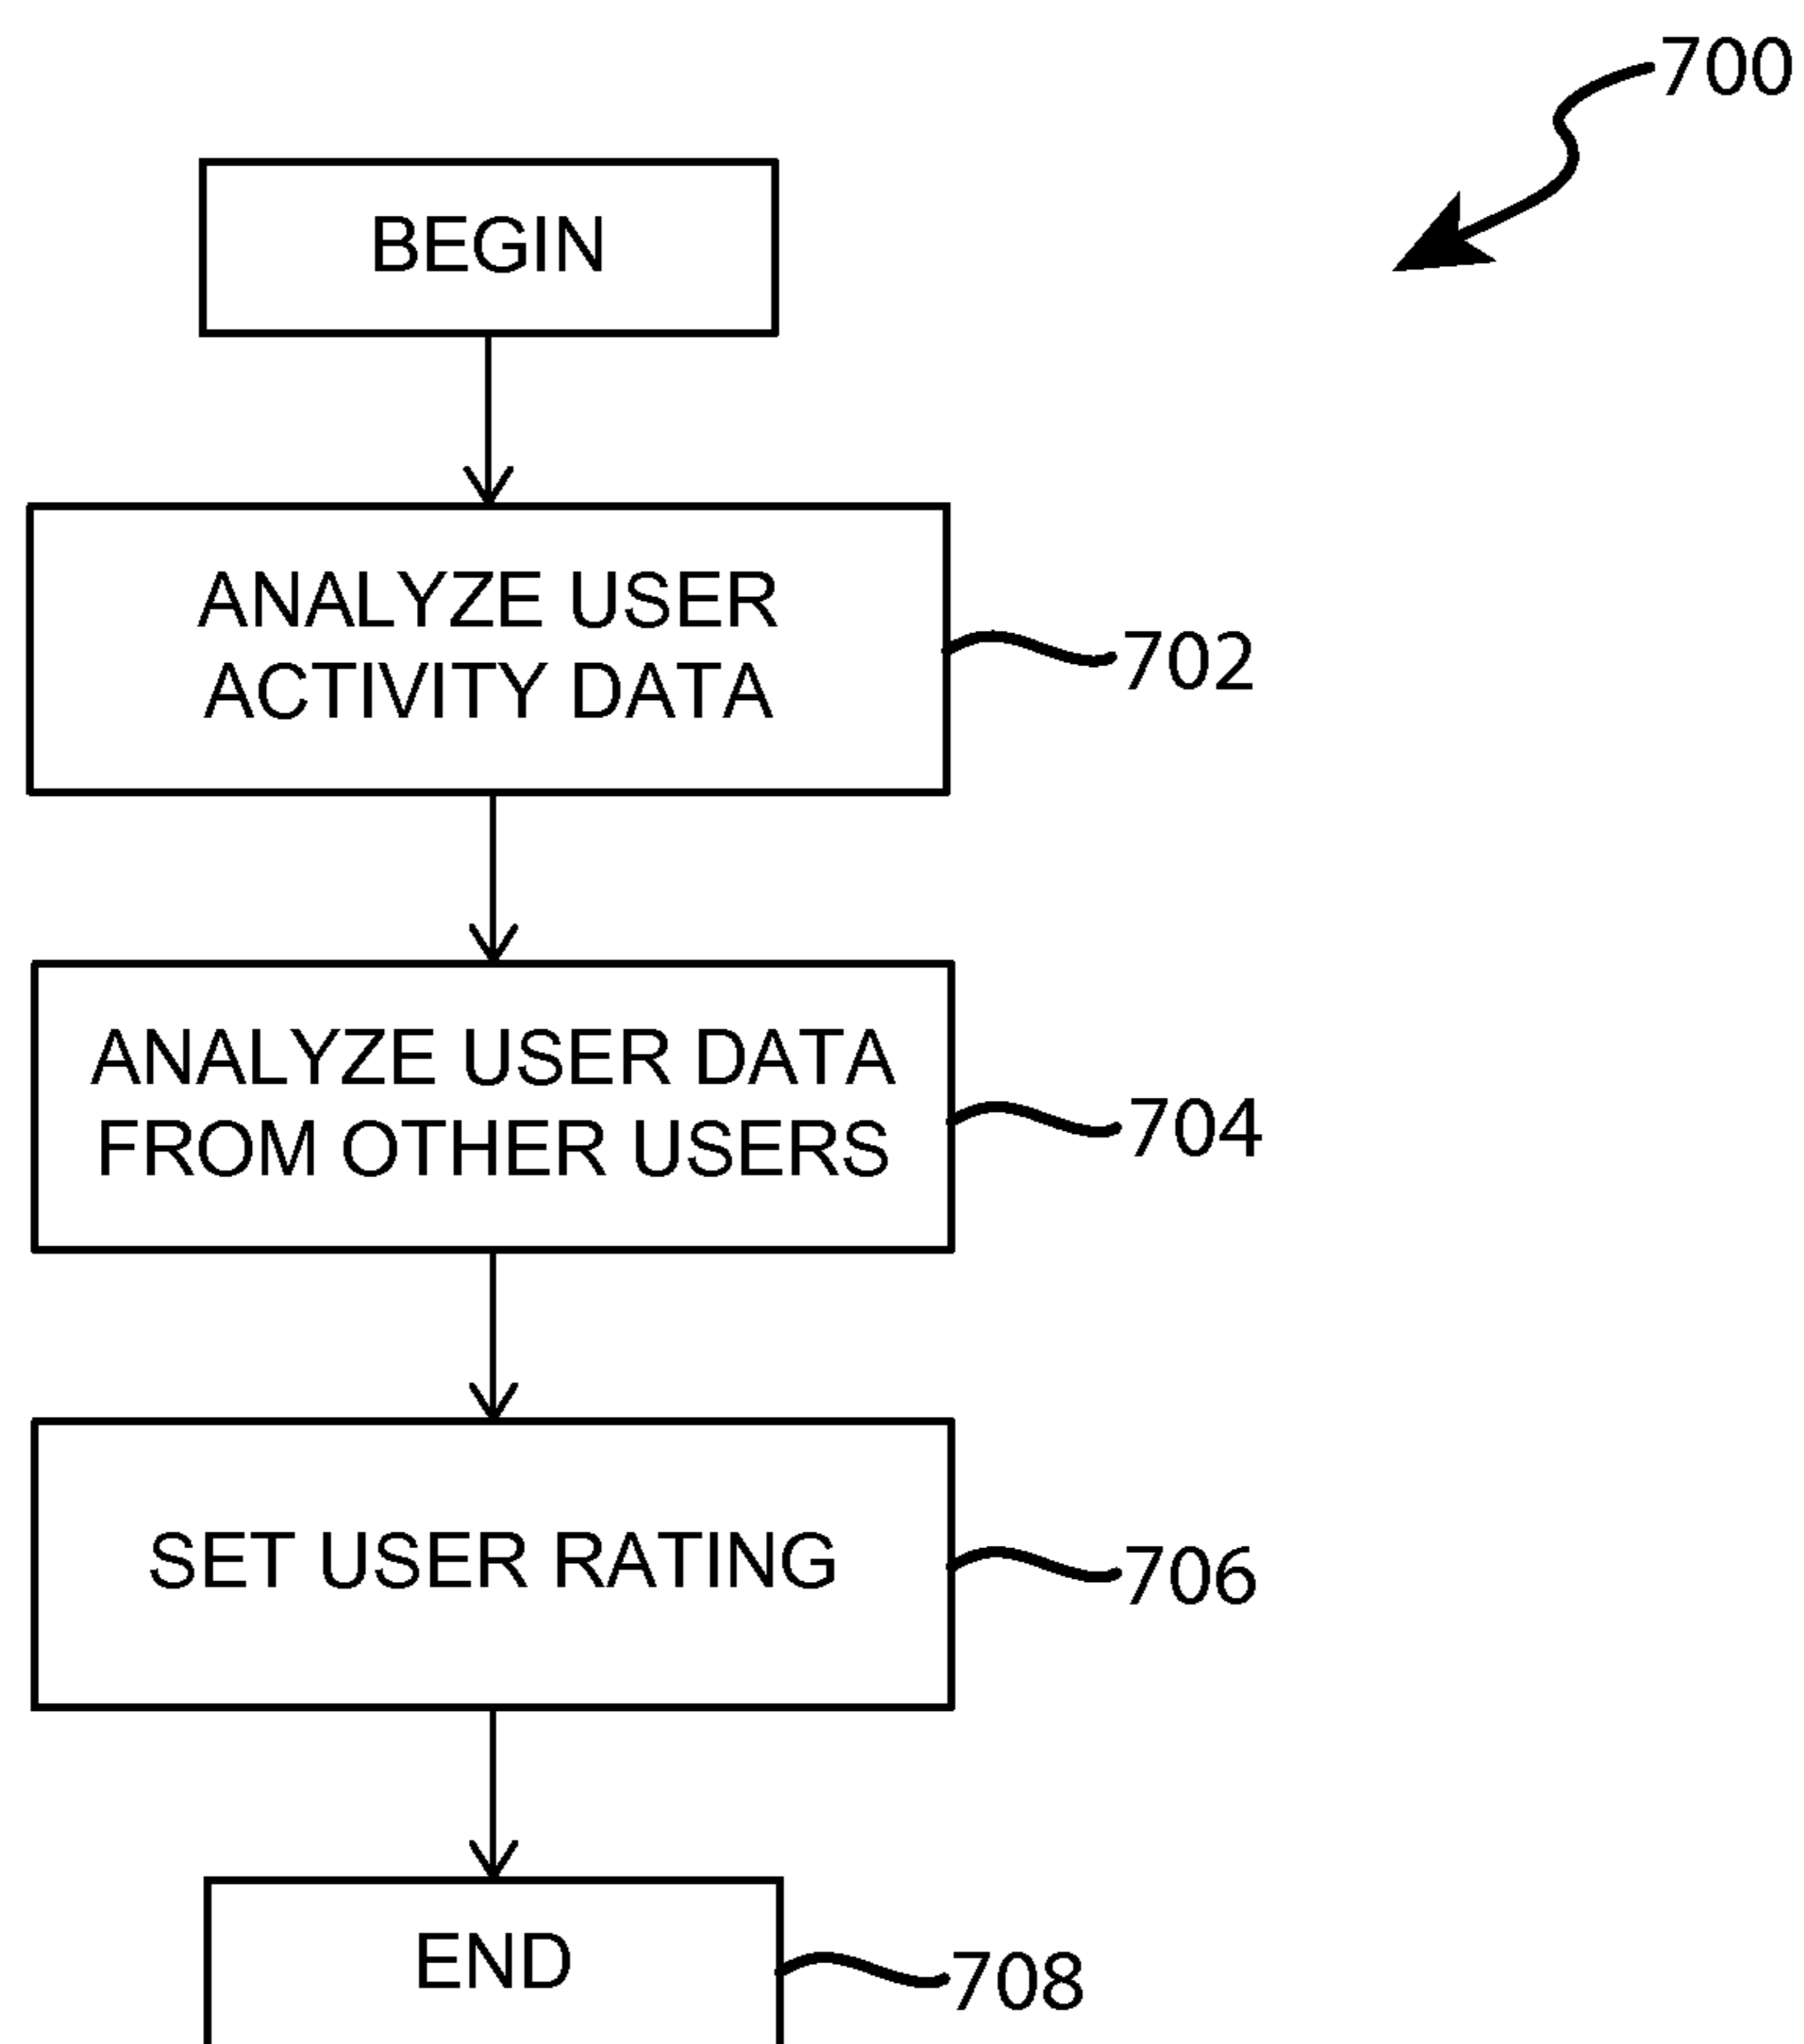 700
BEGIN
ANALYZE USER
ACTIVITY DATA
702
ANALYZE USER DATA
FROM OTHER USERS
704
SET USER RATING
706
END
708